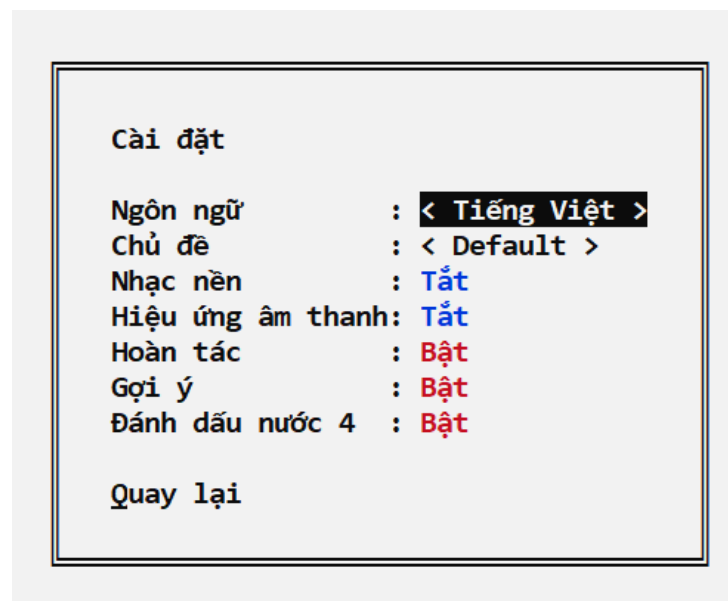 Cài đặt
Ngôn ngữ : < Tiếng Việt >
Chủ đề : < Default >
Nhạc nền : Tắt
Hiệu ứng âm thanh: Tắt
Hoàn tác : Bật
Gợi ý : Bật
Đánh dấu nước 4 : Bật
Quay lại